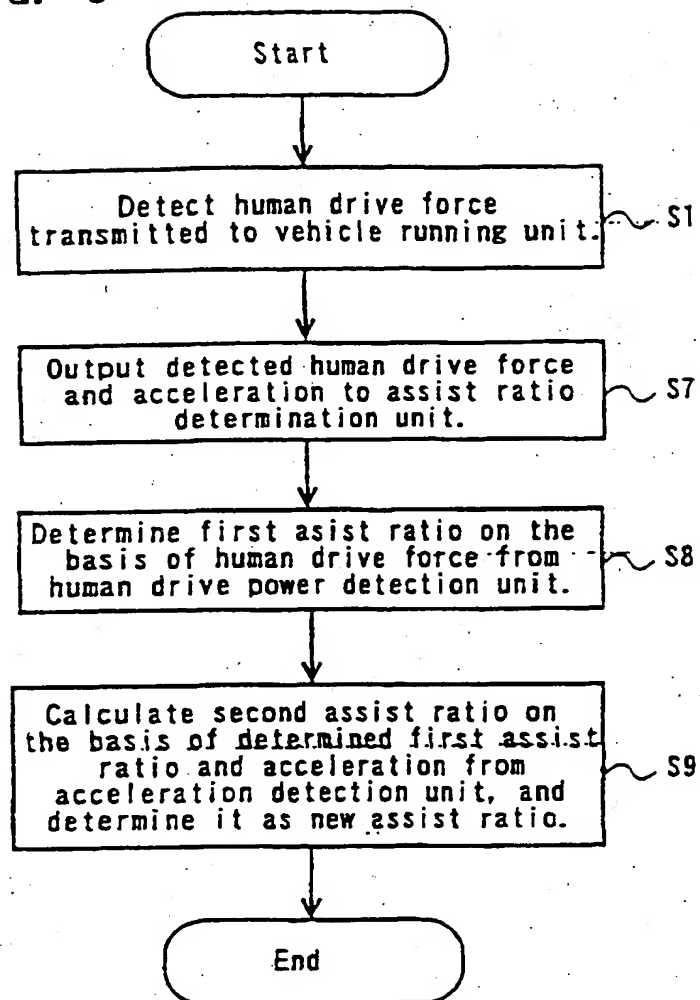 Start
Detect human drive force
transmitted to vehicle running unit.
S1
Output detected human drive force
and acceleration to assist ratio
determination unit.
S7
Determine first asist ratio on the
basis of human drive force from
human drive power detection unit.
S8
Calculate second assist ratio on
the basis of determined first assist
ratio and acceleration from
acceleration detection unit, and
determine it as new assist ratio.
S9
End